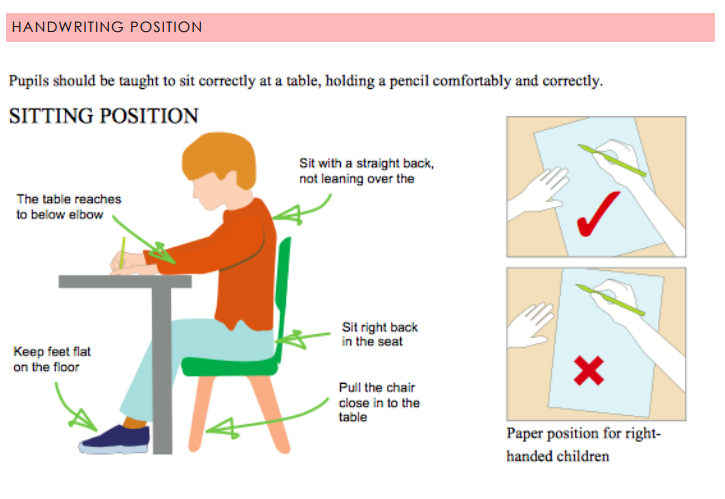 HANDWRITING POSITION
Pupils should be taught to sit correctly at a table, holding a pencil comfortably and correctly.
SITTING POSITION
Sit with a straight back,
not leaning over the
The table reaches
to below elbow
Sit right back
in the seat
Keep feet flat
on the floor
Pull the chair
close in to the
table
Paper position for right-
handed children